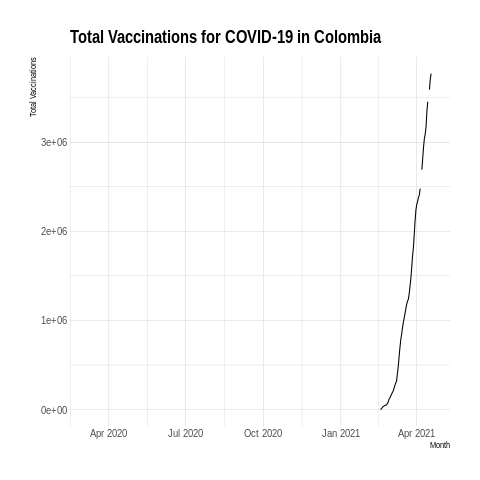 Total Vaccinations for COVID-19 in Colombia
Total Vaccinations
3e+06
2e+06
1e+06
0e+00
Apr 2020 Jul 2020 Oct 2020 Jan 2021 Apr 2021
Month